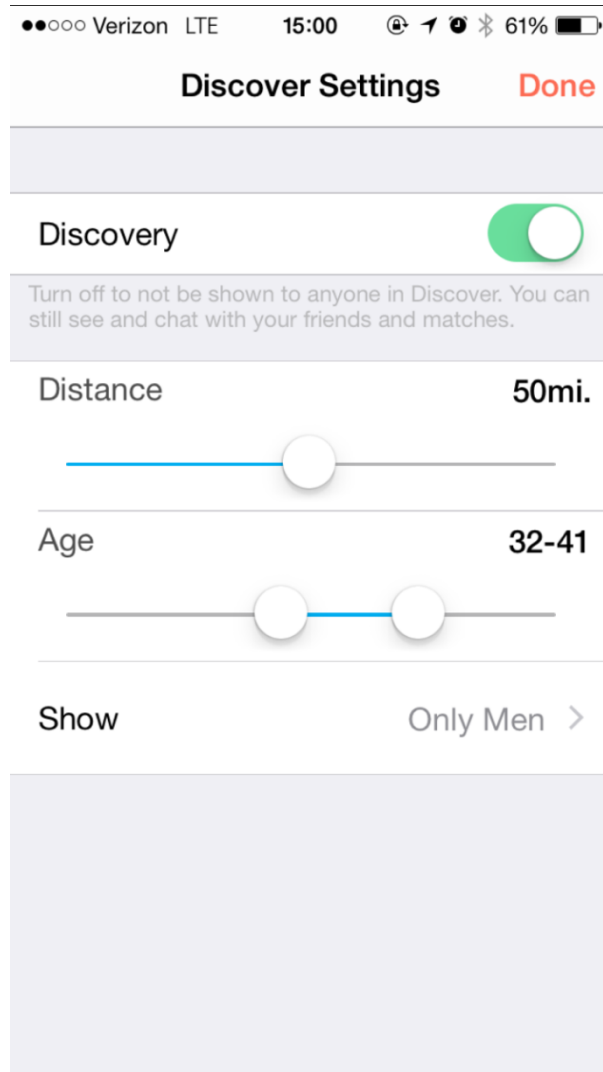 ●●○○○ Verizon LTE 15:00 61%
Discover Settings Done
Discovery
Turn off to not be shown to anyone in Discover. You can
still see and chat with your friends and matches.
Distance 50mi.
Age 32-41
Show Only Men >